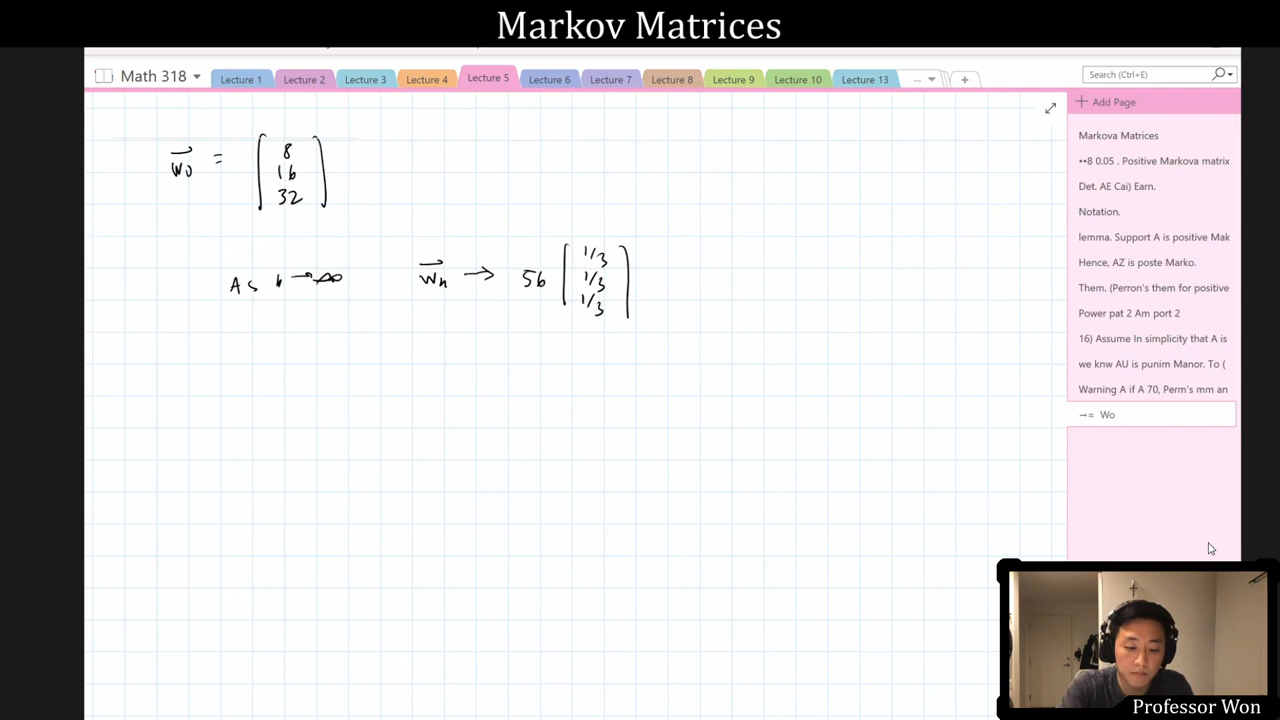 Markov Matrices
Math 318
Lecture 1
Lecture 2
Lecture 3
Lecture 4
Lecture 5
Lecture 6
Lecture 7
Lecture 8
Lecture 9
Lecture 10
Lecture 13
...
Search (Ctrl+E)
Add Page
Markova Matrices
••8 0.05 . Positive Markova matrix
Det. AE Cai) Earn.
Notation.
lemma. Support A is positive Mak
Hence, AZ is poste Marko.
Them. (Perron's them for positive
Power pat 2 Am port 2
16) Assume In simplicity that A is
we knw AU is punim Manor. To (
Warning A if A 70, Perm's mm an
→= Wo
W0 = [8
16
32]
As k → ∞ Wn → 56 [1/3
1/3
1/3]
Professor Won